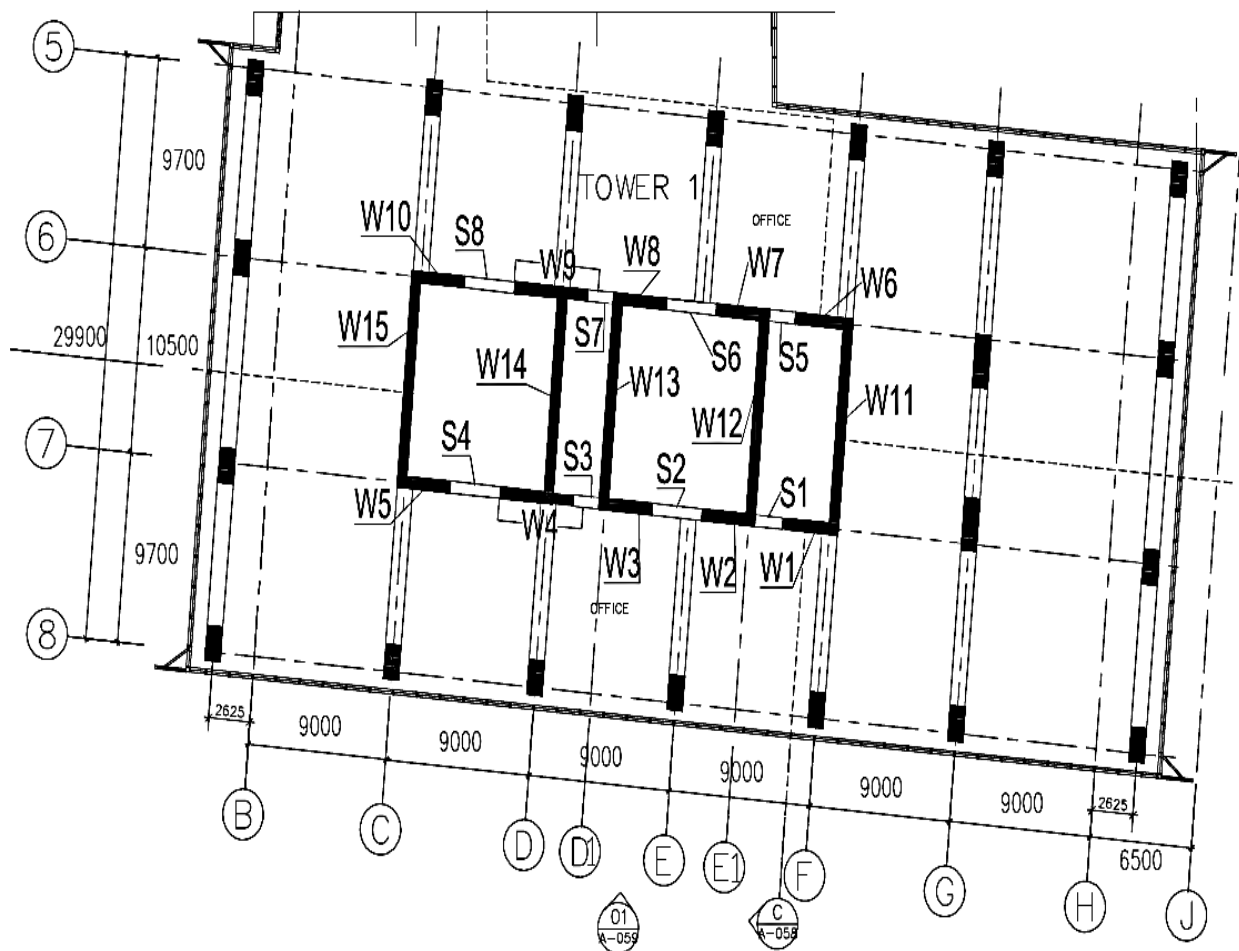 5
9700
TOWER 1
OFFICE
W10
S8
W9
W8
W7
W6
6
W15
S7
S6
S5
29900
10500
W14
W13
W12
W11
7
S4
S3
S2
S1
W5
W4
W3
W2
W1
9700
OFFICE
8
2625
9000
9000
9000
9000
9000
9000
2625
6500
B
C
D
D1
E
E1
F
G
H
J
01
A-059
C
A-058